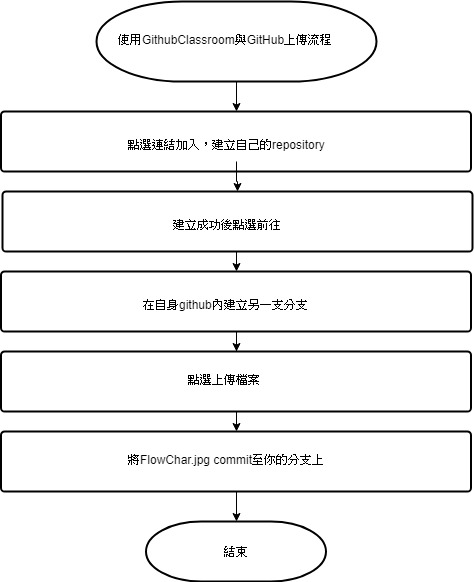 使用GithubClassroom與GitHub上傳流程
點選連結加入，建立自己的repository
建立成功後點選前往
在自身github內建立另一支分支
點選上傳檔案
將FlowChar.jpg commit至你的分支上
結束